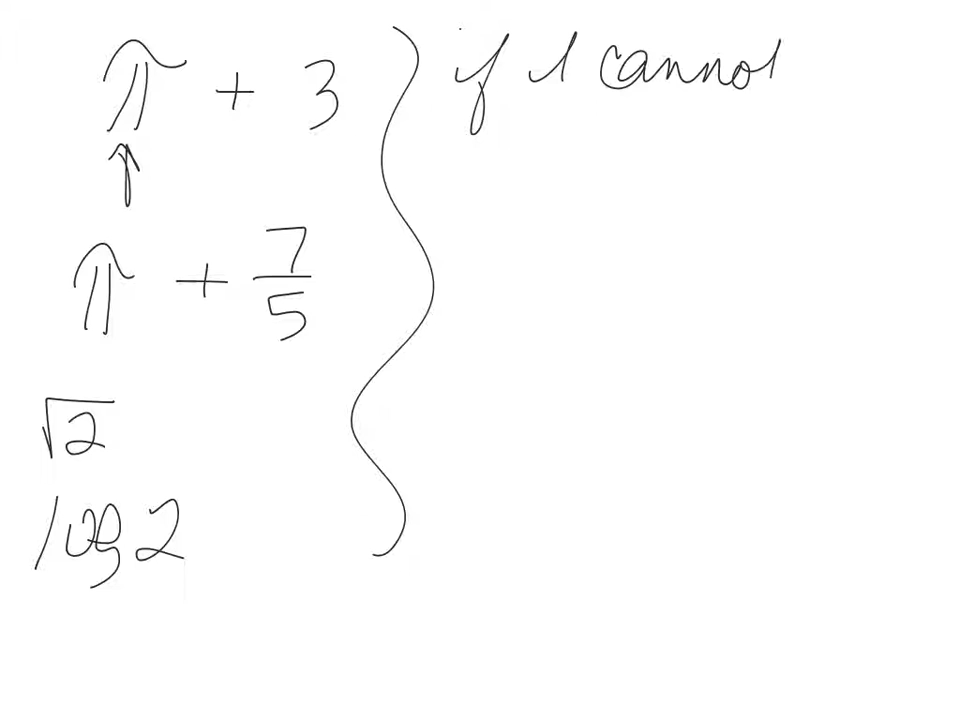 π + 3
↑
π + 7/5
√2
log 2
if I cannot